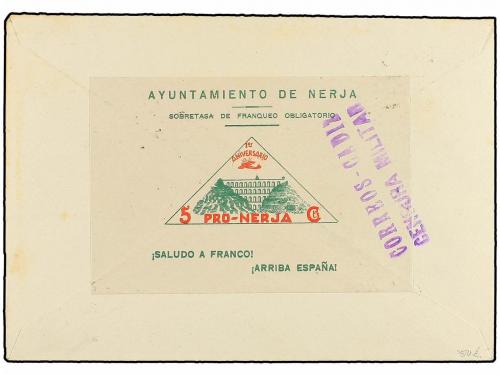 AYUNTAMIENTO DE NERJA
SOBRETASA DE FRANQUEO OBLIGATORIO
1er
ANIVERSARIO
5 PRO-NERJA Cts
¡SALUDO A FRANCO!
¡ARRIBA ESPAÑA!
CORREOS-CADIZ
CENSURA MILITAR